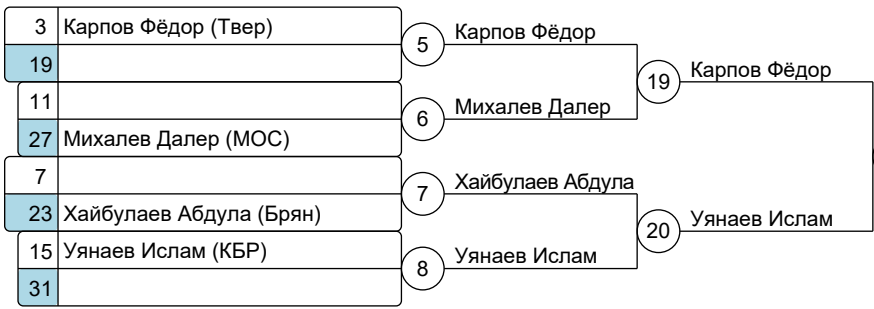 3 Карпов Фёдор (Твер)
19
11
27 Михалев Далер (МОС)
7
23 Хайбулаев Абдула (Брян)
15 Уянаев Ислам (КБР)
31
5 Карпов Фёдор
6 Михалев Далер
7 Хайбулаев Абдула
8 Уянаев Ислам
19 Карпов Фёдор
20 Уянаев Ислам